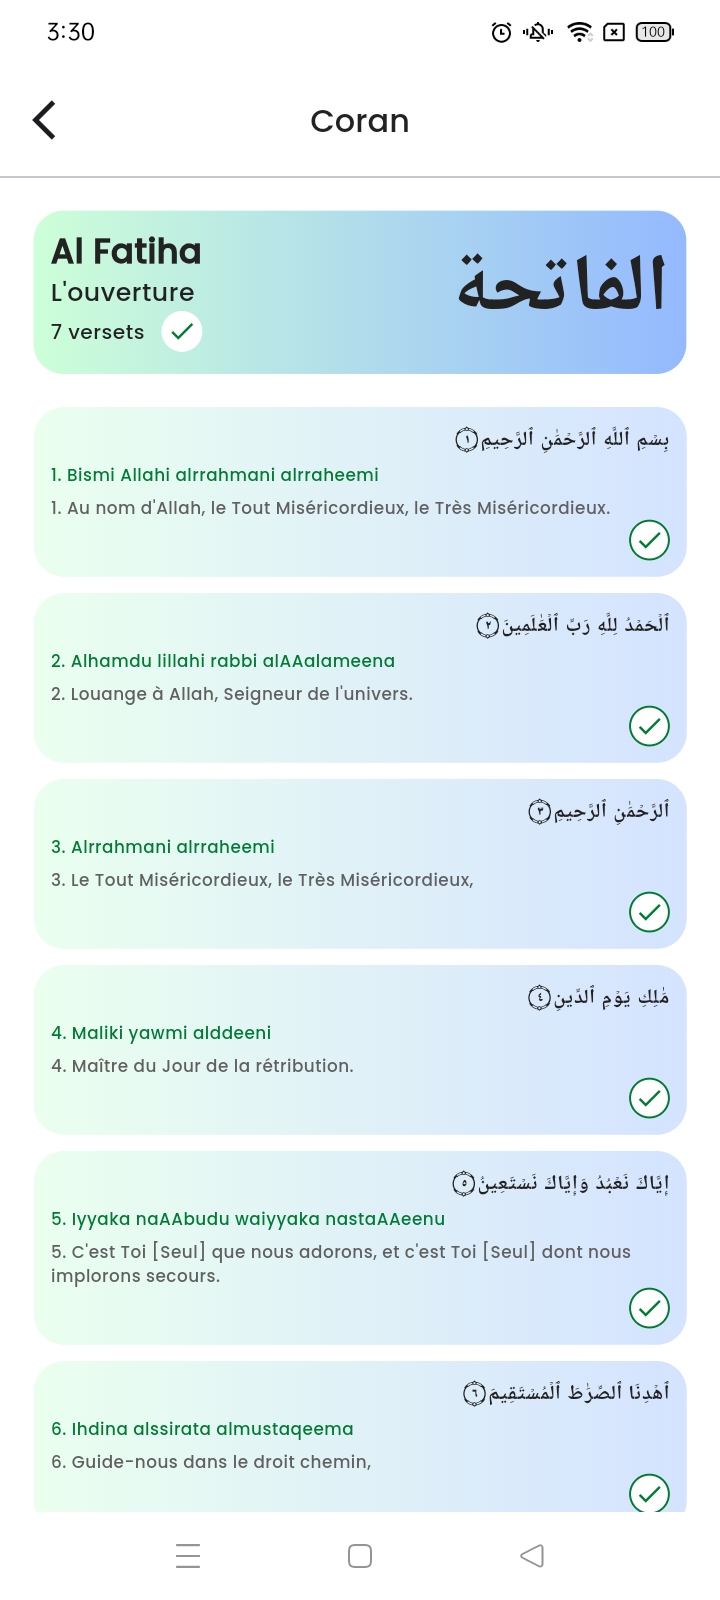 3:30
100
Coran
Al Fatiha
L'ouverture
7 versets
الفاتحة
بِسْمِ ٱللَّهِ ٱلرَّحْمَٰنِ ٱلرَّحِيمِ ١
1. Bismi Allahi alrrahmani alrraheemi
1. Au nom d'Allah, le Tout Miséricordieux, le Très Miséricordieux.
ٱلْحَمْدُ لِلَّهِ رَبِّ ٱلْعَٰلَمِينَ ٢
2. Alhamdu lillahi rabbi alAAalameena
2. Louange à Allah, Seigneur de l'univers.
ٱلرَّحْمَٰنِ ٱلرَّحِيمِ ٣
3. Alrrahmani alrraheemi
3. Le Tout Miséricordieux, le Très Miséricordieux,
مَٰلِكِ يَوْمِ ٱلدِّينِ ٤
4. Maliki yawmi alddeeni
4. Maître du Jour de la rétribution.
إِيَّاكَ نَعْبُدُ وَإِيَّاكَ نَسْتَعِينُ ٥
5. Iyyaka naAAbudu waiyyaka nastaAAeenu
5. C'est Toi [Seul] que nous adorons, et c'est Toi [Seul] dont nous
implorons secours.
ٱهْدِنَا ٱلصِّرَٰطَ ٱلْمُسْتَقِيمَ ٦
6. Ihdina alssirata almustaqeema
6. Guide-nous dans le droit chemin,